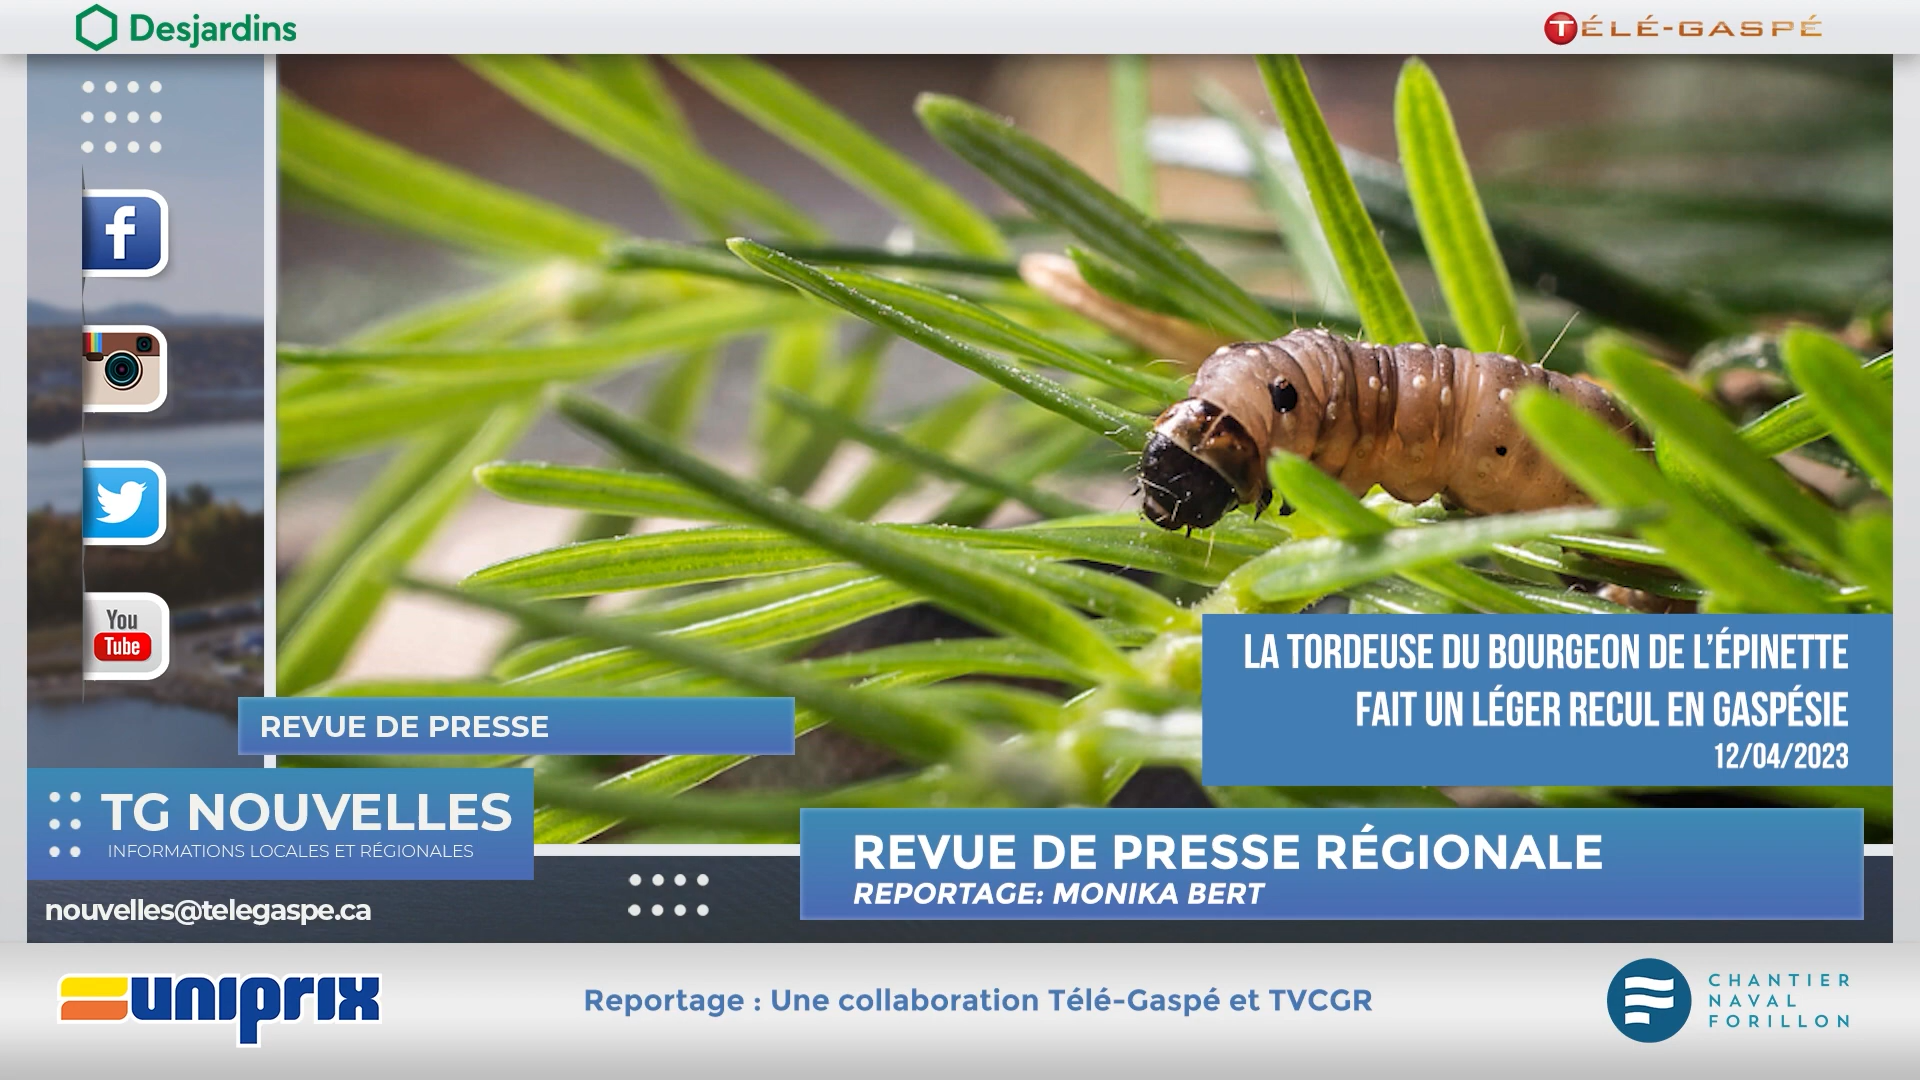 Desjardins
TÉLÉ-GASPÉ
f
You
Tube
LA TORDEUSE DU BOURGEON DE L'ÉPINETTE
FAIT UN LÉGER RECUL EN GASPÉSIE
12/04/2023
REVUE DE PRESSE
TG NOUVELLES
INFORMATIONS LOCALES ET RÉGIONALES
nouvelles@telegaspe.ca
REVUE DE PRESSE RÉGIONALE
REPORTAGE: MONIKA BERT
uniprix
Reportage : Une collaboration Télé-Gaspé et TVCGR
CHANTIER
NAVAL
FORILLON